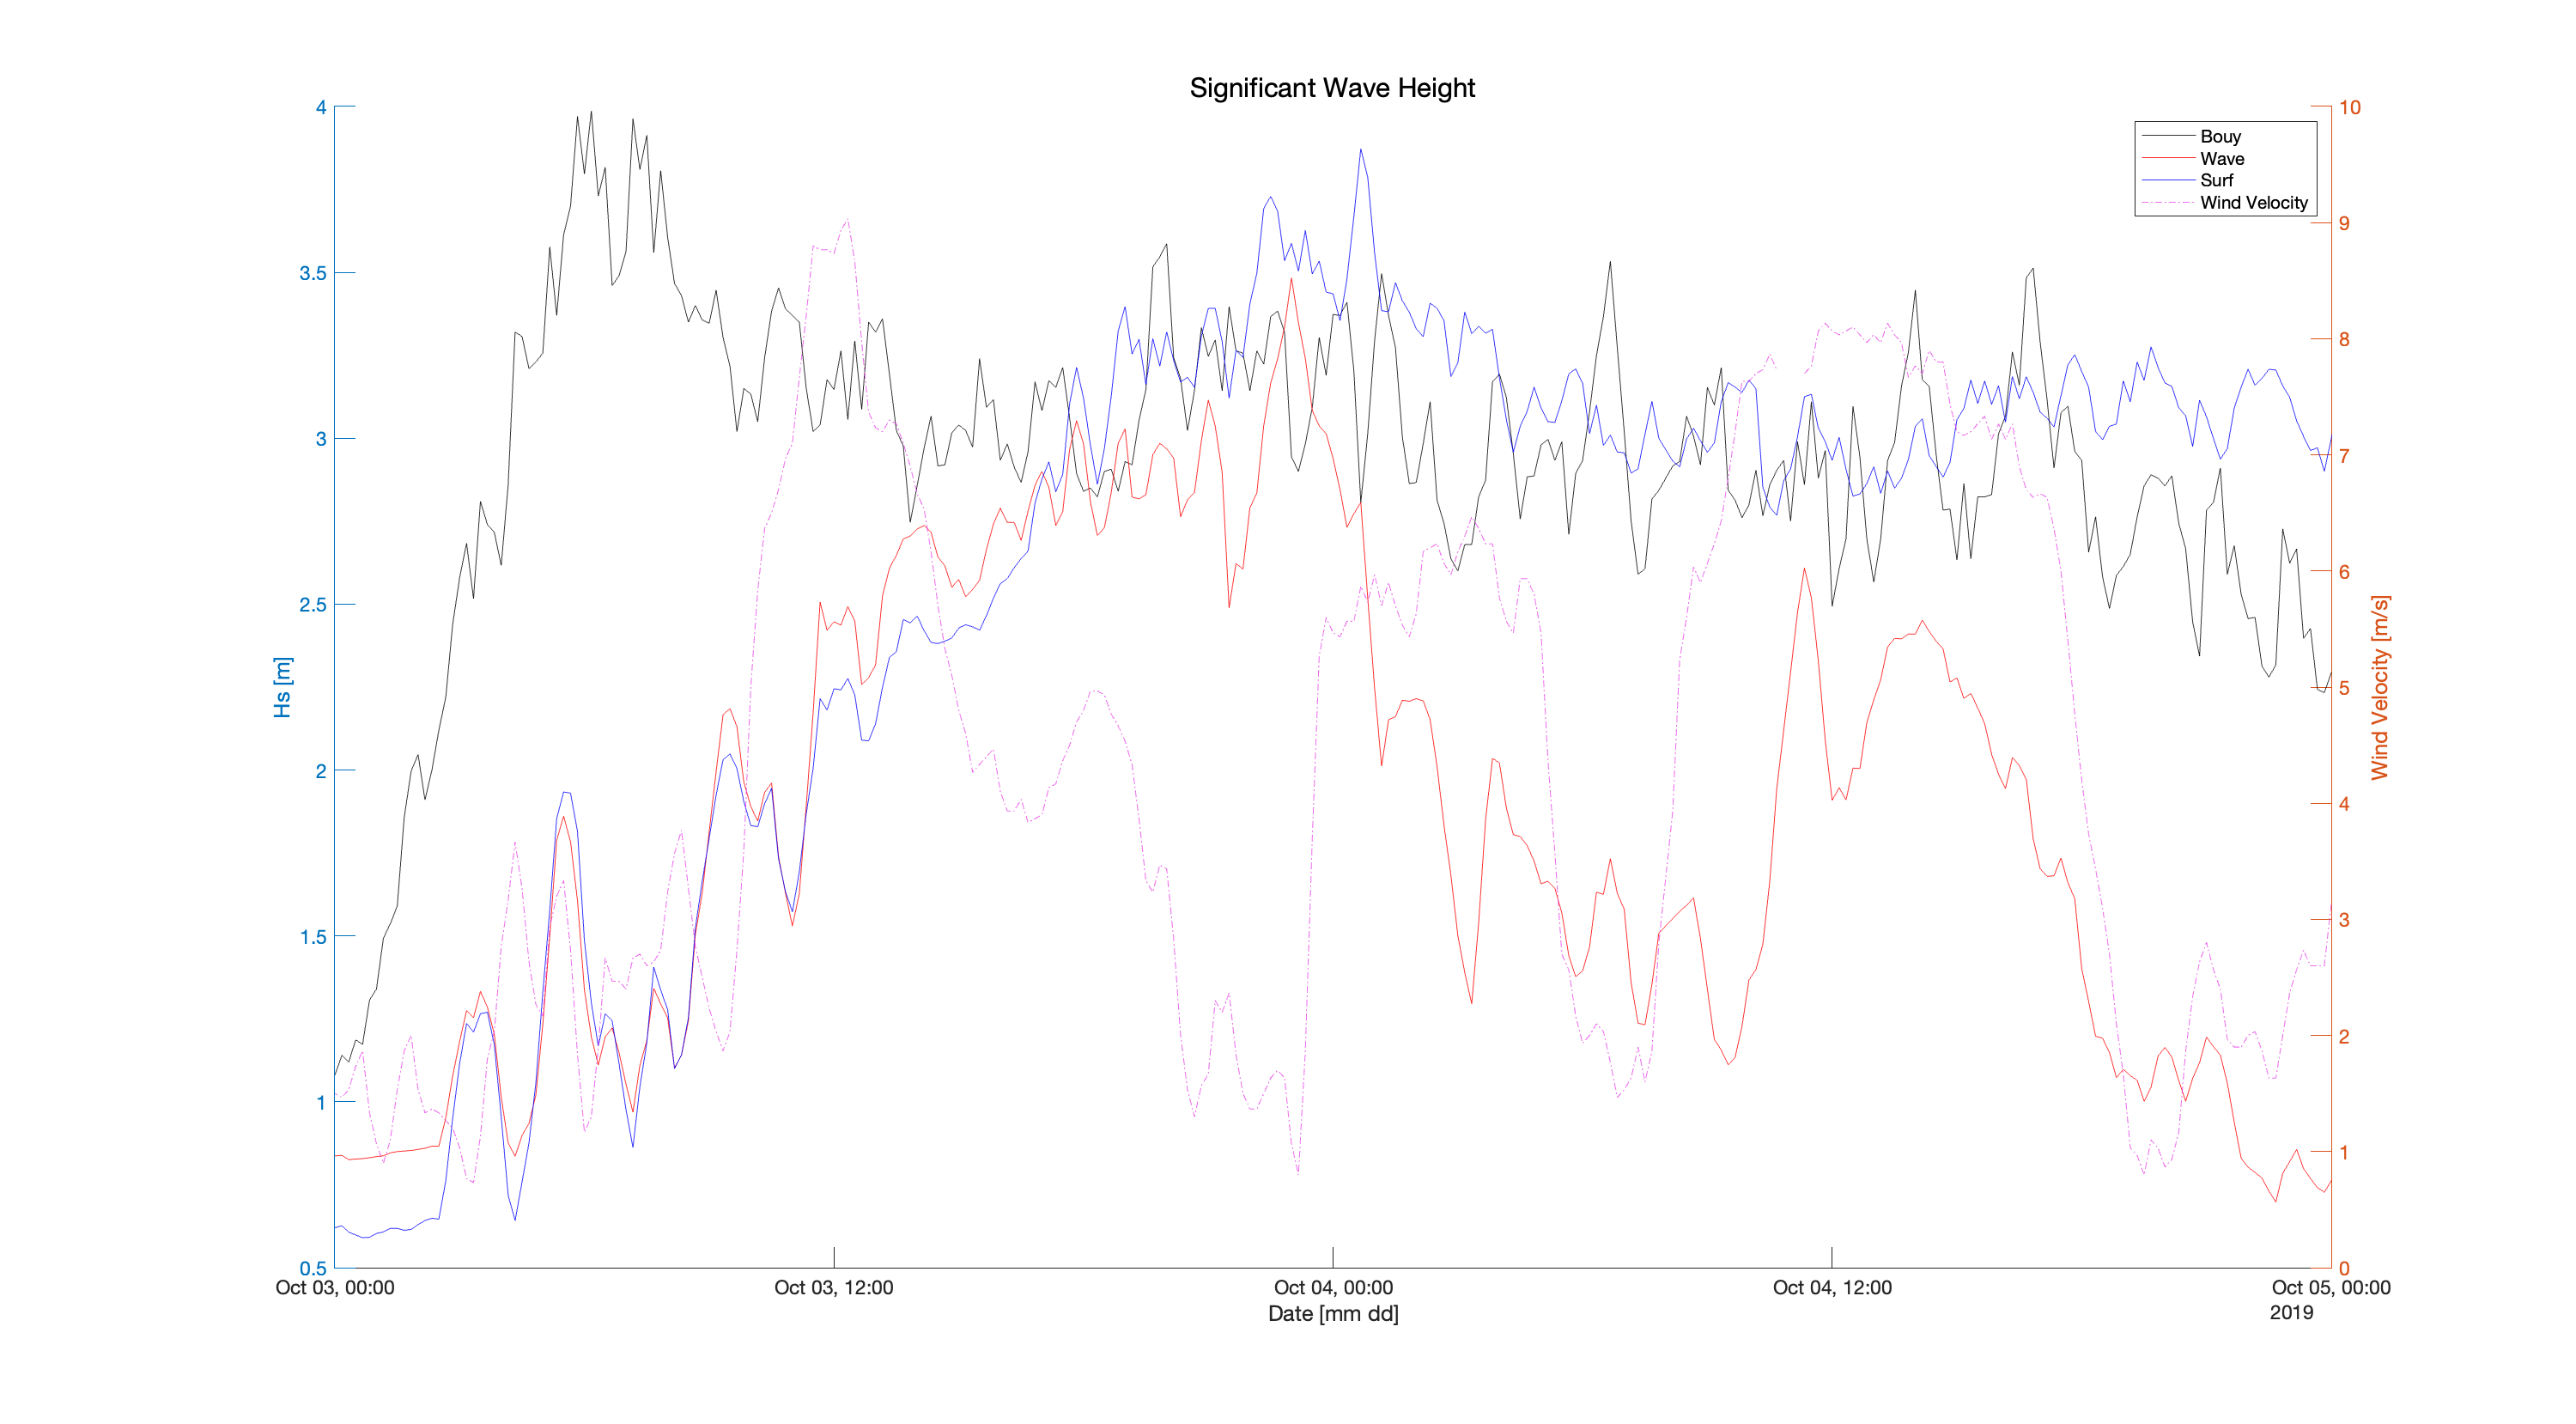 Significant Wave Height
4
3.5
3
2.5
2
1.5
1
0.5
Hs [m]
10
9
8
7
6
5
4
3
2
1
0
Wind Velocity [m/s]
Bouy
Wave
Surf
Wind Velocity
Oct 03, 00:00
Oct 03, 12:00
Oct 04, 00:00
Oct 04, 12:00
Oct 05, 00:00
Date [mm dd]
2019